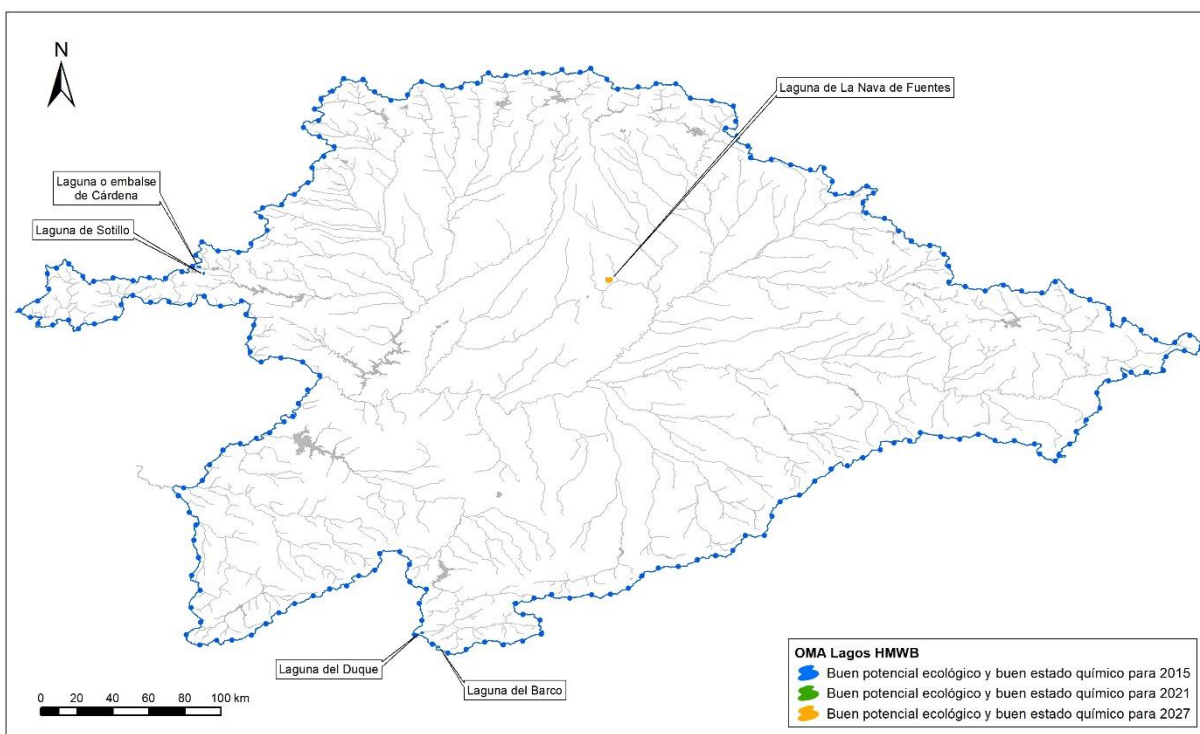 N
Laguna de La Nava de Fuentes
Laguna o embalse
de Cárdena
Laguna de Sotillo
Laguna del Duque
Laguna del Barco
0 20 40 60 80 100 km
OMA Lagos HMWB
Buen potencial ecológico y buen estado químico para 2015
Buen potencial ecológico y buen estado químico para 2021
Buen potencial ecológico y buen estado químico para 2027